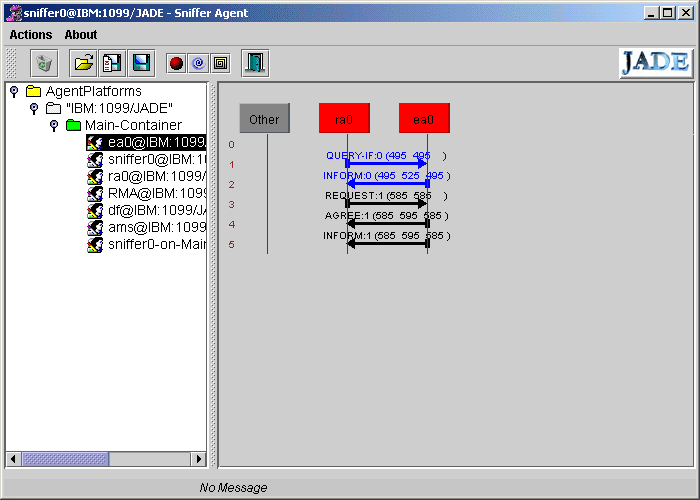 sniffer0@IBM:1099/JADE - Sniffer Agent
Actions About
JADE
AgentPlatforms
"IBM:1099/JADE"
Main-Container
ea0@IBM:1099/
sniffer0@IBM:1
ra0@IBM:1099/
RMA@IBM:1099
df@IBM:1099/JA
ams@IBM:1099/
sniffer0-on-Main
Other ra0 ea0
0
1 QUERY-IF:0 (495 495 )
2 INFORM:0 (495 525 495 )
3 REQUEST:1 (585 585 )
4 AGREE:1 (585 595 585 )
5 INFORM:1 (585 595 585 )
No Message